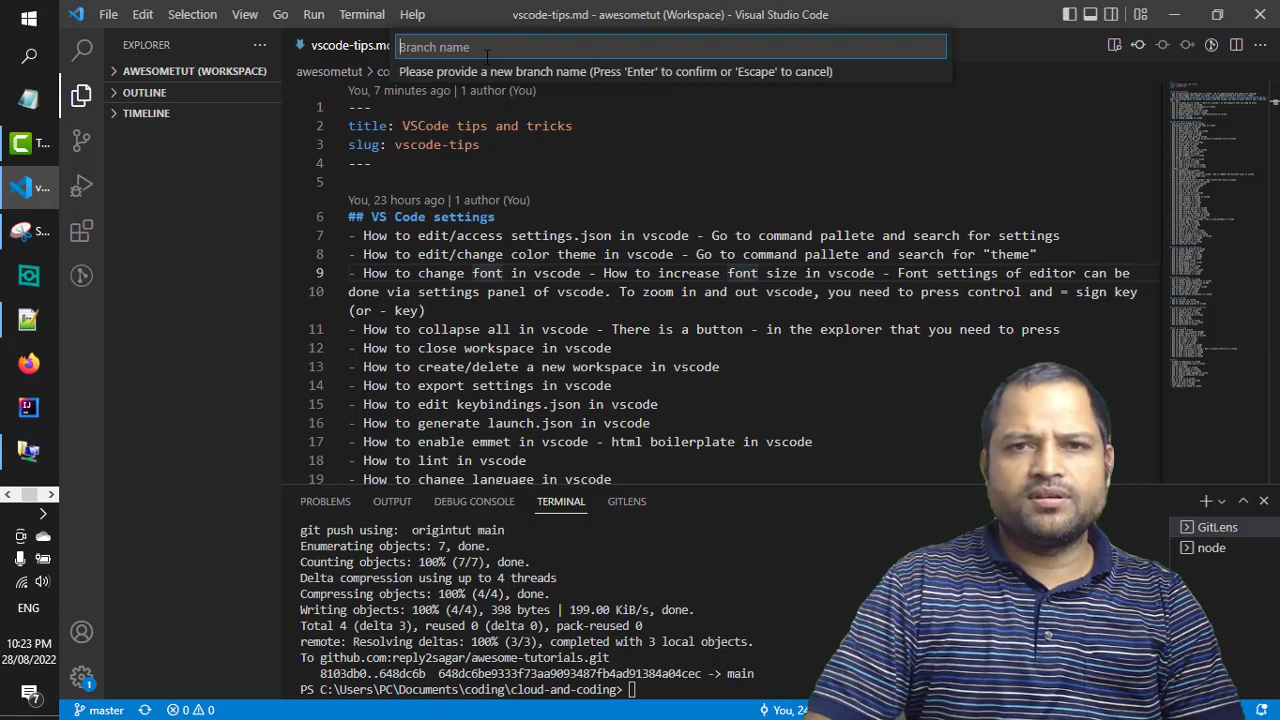 File Edit Selection View Go Run Terminal Help
vscode-tips.md - awesometut (Workspace) - Visual Studio Code
EXPLORER
vscode-tips.md
Branch name
awesometut
Please provide a new branch name (Press 'Enter' to confirm or 'Escape' to cancel)
AWESOMETUT (WORKSPACE)
OUTLINE
TIMELINE
You, 7 minutes ago | 1 author (You)
1 ---
2 title: VSCode tips and tricks
3 slug: vscode-tips
4 ---
5
You, 23 hours ago | 1 author (You)
6 ## VS Code settings
7 - How to edit/access settings.json in vscode - Go to command pallete and search for settings
8 - How to edit/change color theme in vscode - Go to command pallete and search for "theme"
9 - How to change font in vscode - How to increase font size in vscode - Font settings of editor can be
10 done via settings panel of vscode. To zoom in and out vscode, you need to press control and = sign key
(or - key)
11 - How to collapse all in vscode - There is a button - in the explorer that you need to press
12 - How to close workspace in vscode
13 - How to create/delete a new workspace in vscode
14 - How to export settings in vscode
15 - How to edit keybindings.json in vscode
16 - How to generate launch.json in vscode
17 - How to enable emmet in vscode - html boilerplate in vscode
18 - How to lint in vscode
19 - How to change language in vscode
PROBLEMS OUTPUT DEBUG CONSOLE TERMINAL GITLENS
GitLens
node
git push using: origintut main
Enumerating objects: 7, done.
Counting objects: 100% (7/7), done.
Delta compression using up to 4 threads
Compressing objects: 100% (4/4), done.
Writing objects: 100% (4/4), 398 bytes | 199.00 KiB/s, done.
Total 4 (delta 3), reused 0 (delta 0), pack-reused 0
remote: Resolving deltas: 100% (3/3), completed with 3 local objects.
To github.com:reply2sagar/awesome-tutorials.git
8103db0..648dc6b 648dc6be9333f73aa9093487fb4ad91384a04cec -> main
PS C:\Users\PC\Documents\coding\cloud-and-coding>
master
0
0
You, 24
T...
v...
S...
ENG
10:23 PM
28/08/2022
7
1